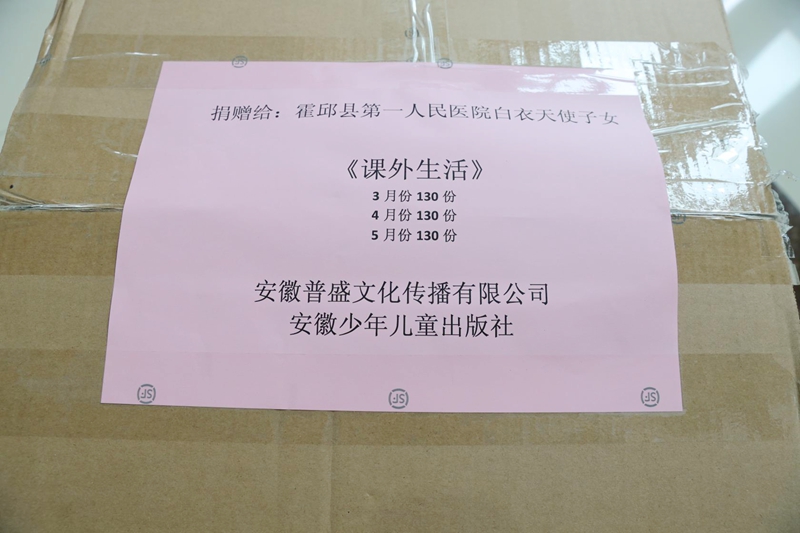 捐赠给：霍邱县第一人民医院白衣天使子女
《课外生活》
3 月份 130 份
4 月份 130 份
5 月份 130 份
安徽普盛文化传播有限公司
安徽少年儿童出版社
SF
SF
SF